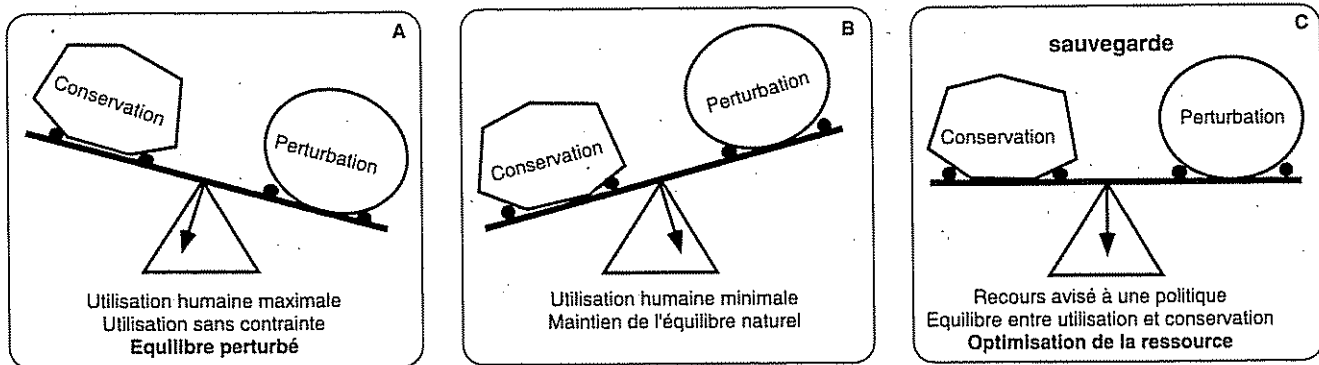 A
Conservation
Perturbation
Utilisation humaine maximale
Utilisation sans contrainte
Equilibre perturbé
B
Perturbation
Conservation
Utilisation humaine minimale
Maintien de l'équilibre naturel
C
sauvegarde
Conservation
Perturbation
Recours avisé à une politique
Equilibre entre utilisation et conservation
Optimisation de la ressource